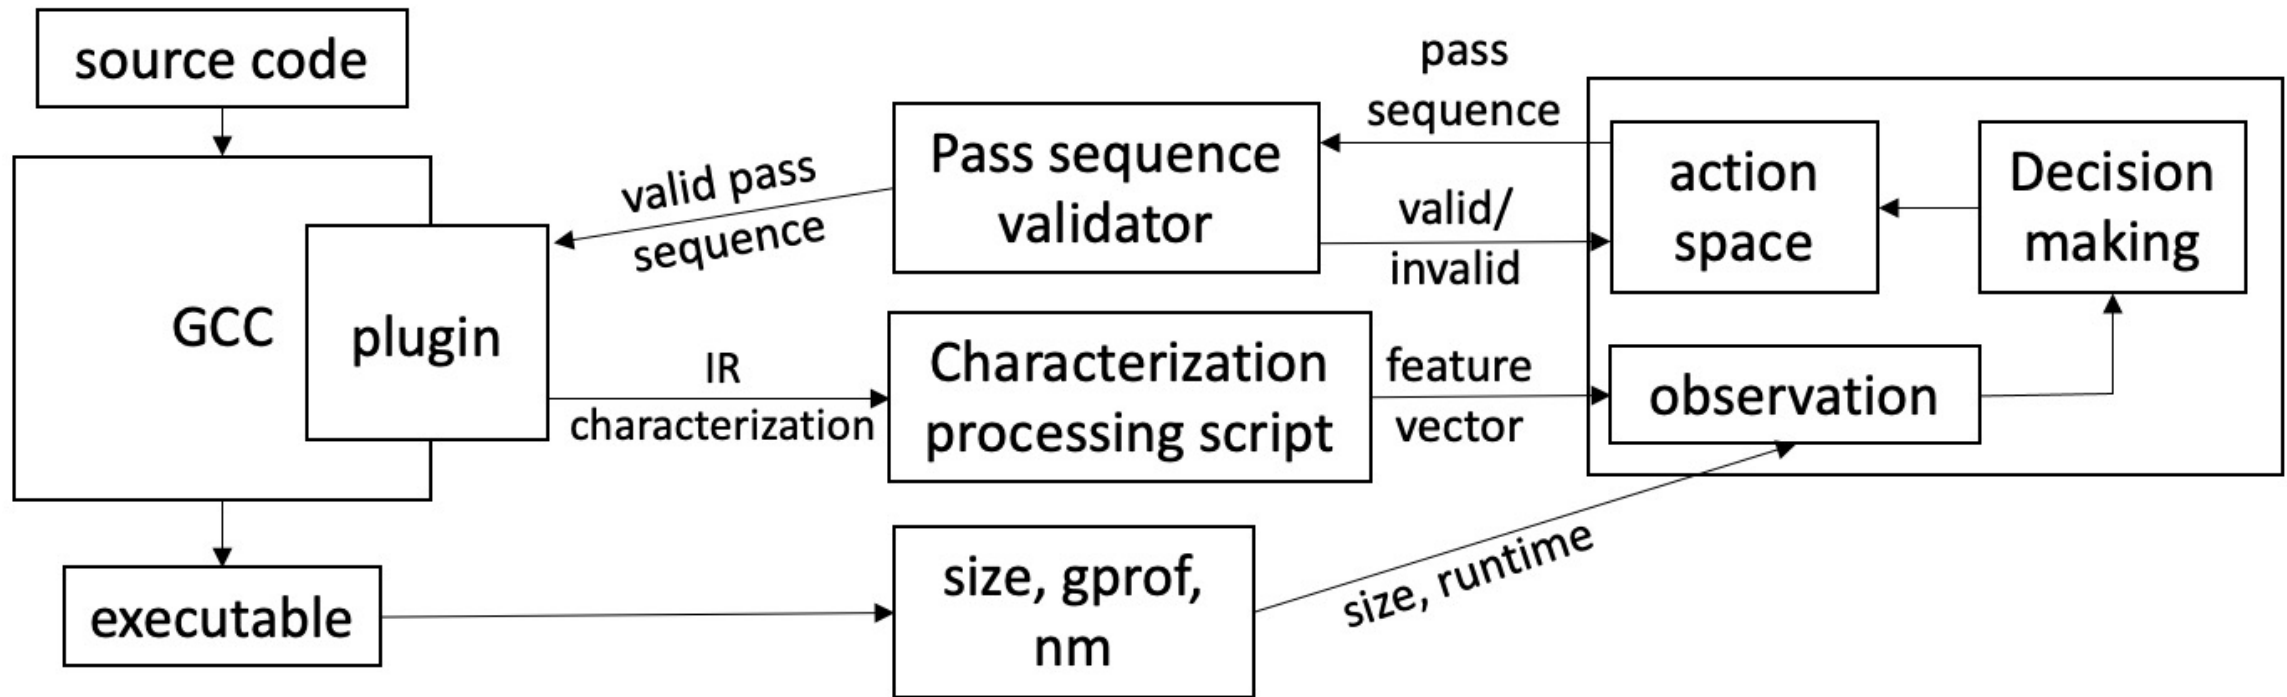 source code
GCC
plugin
executable
valid pass
sequence
IR
characterization
Pass sequence
validator
Characterization
processing script
size, gprof,
nm
pass
sequence
valid/
invalid
feature
vector
size, runtime
action
space
Decision
making
observation